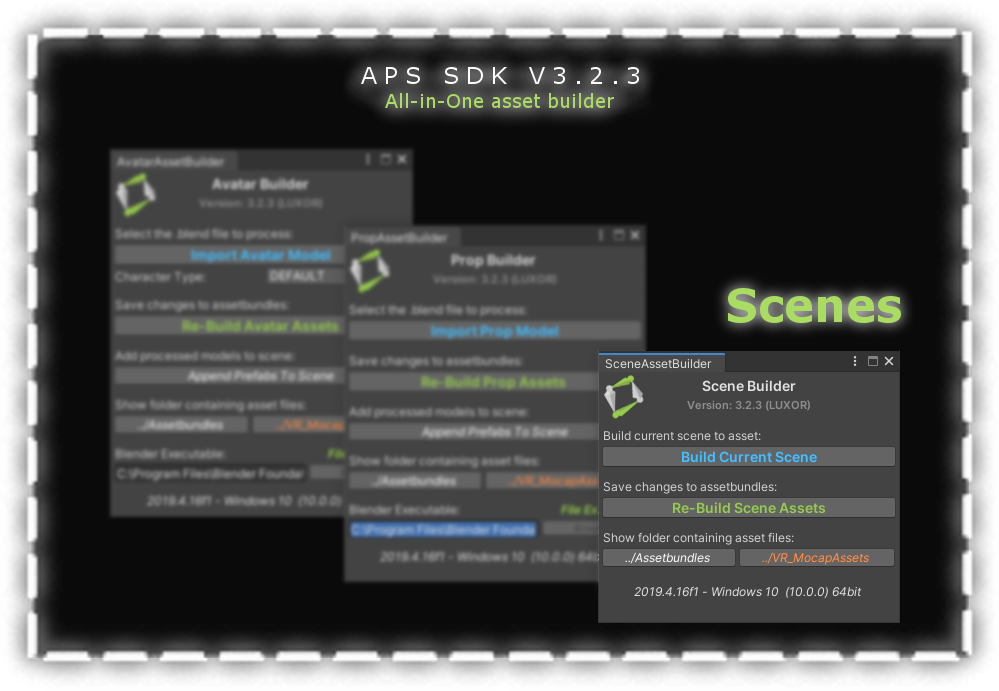 APS SDK V3.2.3
All-in-One asset builder
AvatarAssetBuilder
Avatar Builder
Version: 3.2.3 (LUXOR)
Select the .blend file to process:
Import Avatar Model
Character Type: DEFAULT
Save changes to assetbundles:
Re-Build Avatar Assets
Add processed models to scene:
Append Prefabs To Scene
Show folder containing asset files:
../Assetbundles ../VR_Mocap
Blender Executable: File
C:\Program Files\Blender Foundat
2019.4.16f1 - Windows 10 (10.0.0)
PropAssetBuilder
Prop Builder
Version: 3.2.3 (LUXOR)
Select the .blend file to process:
Import Prop Model
Save changes to assetbundles:
Re-Build Prop Assets
Add processed models to scene:
Append Prefabs To Scene
Show folder containing asset files:
../Assetbundles ../VR_MocapAss
Blender Executable: File Ex
C:\Program Files\Blender Founda
2019.4.16f1 - Windows 10 (10.0.0) 64b
Scenes
SceneAssetBuilder
Scene Builder
Version: 3.2.3 (LUXOR)
Build current scene to asset:
Build Current Scene
Save changes to assetbundles:
Re-Build Scene Assets
Show folder containing asset files:
../Assetbundles ../VR_MocapAssets
2019.4.16f1 - Windows 10 (10.0.0) 64bit